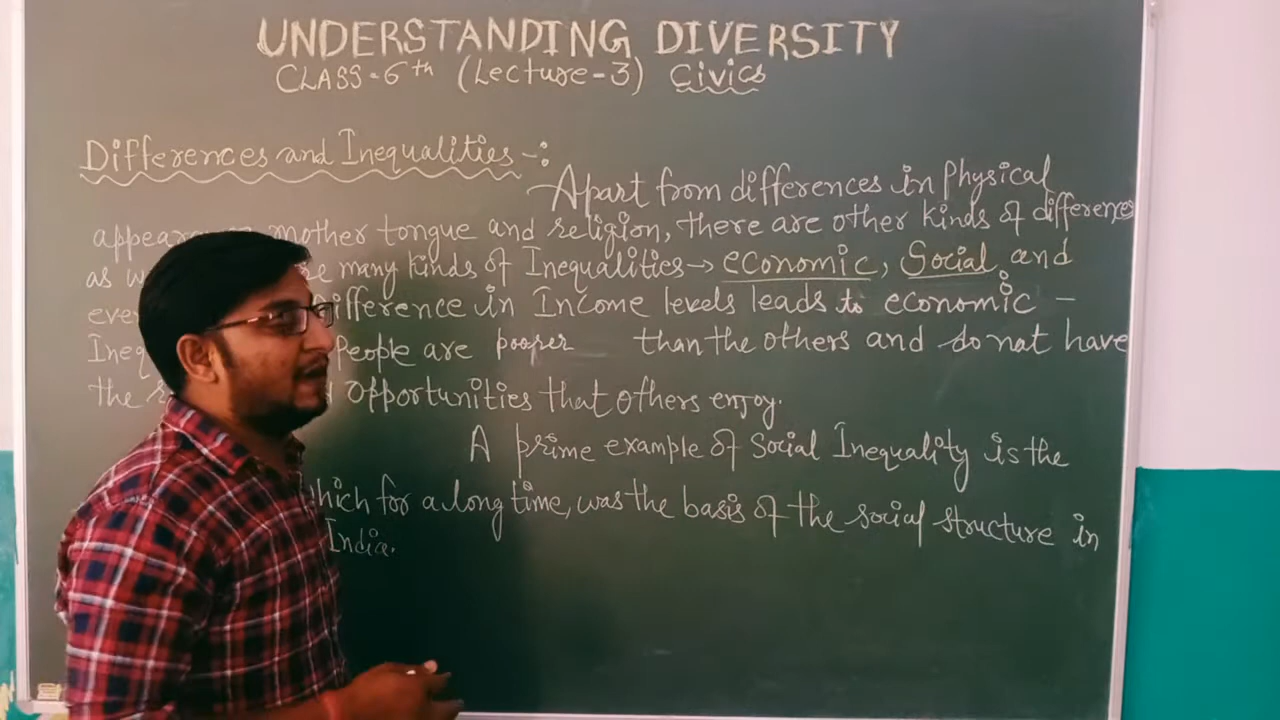 UNDERSTANDING DIVERSITY
CLASS-6th (Lecture-3) Civics
Differences and Inequalities -:
Apart from differences in Physical
mother tongue and religion, there are other kinds of differences
as many kinds of Inequalities→ economic, Social and
difference in Income levels leads to economic -
People are poorer than the others and do not have
the opportunities that others enjoy.
A prime example of Social Inequality is the
which for a long time, was the basis of the social structure in
India.